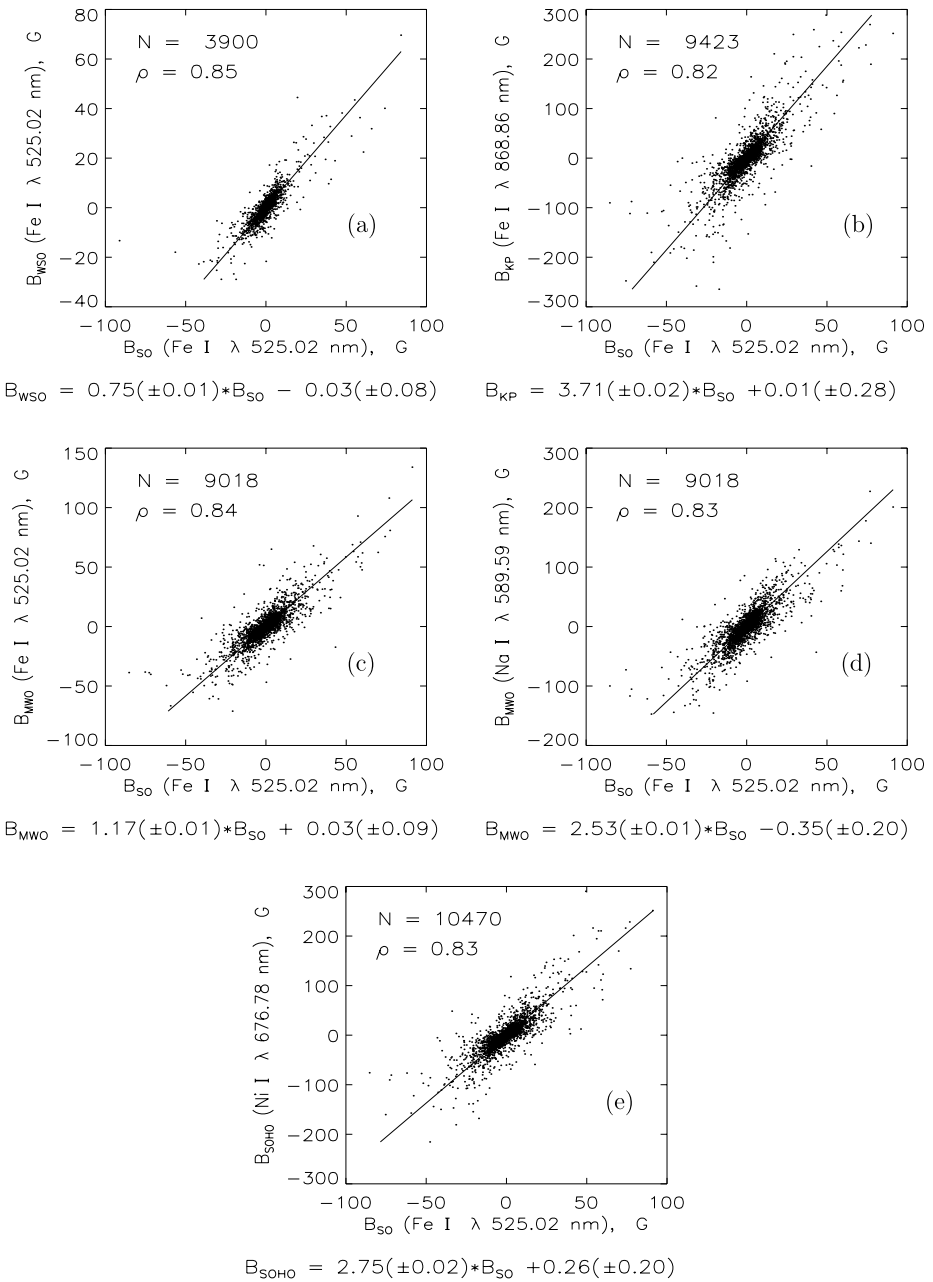 N = 3900
ρ = 0.85
(a)
80
60
40
20
0
−20
−40
−100 −50 0 50 100
B_WSO (Fe I λ 525.02 nm), G
B_SO (Fe I λ 525.02 nm), G
B_WSO = 0.75(±0.01)*B_SO − 0.03(±0.08)
N = 9423
ρ = 0.82
(b)
300
200
100
0
−100
−200
−300
−100 −50 0 50 100
B_KP (Fe I λ 868.86 nm), G
B_SO (Fe I λ 525.02 nm), G
B_KP = 3.71(±0.02)*B_SO +0.01(±0.28)
N = 9018
ρ = 0.84
(c)
150
100
50
0
−50
−100
−100 −50 0 50 100
B_MWO (Fe I λ 525.02 nm), G
B_SO (Fe I λ 525.02 nm), G
B_MWO = 1.17(±0.01)*B_SO + 0.03(±0.09)
N = 9018
ρ = 0.83
(d)
300
200
100
0
−100
−200
−100 −50 0 50 100
B_MWO (Na I λ 589.59 nm), G
B_SO (Fe I λ 525.02 nm), G
B_MWO = 2.53(±0.01)*B_SO −0.35(±0.20)
N = 10470
ρ = 0.83
(e)
300
200
100
0
−100
−200
−300
−100 −50 0 50 100
B_SOHO (Ni I λ 676.78 nm), G
B_SO (Fe I λ 525.02 nm), G
B_SOHO = 2.75(±0.02)*B_SO +0.26(±0.20)